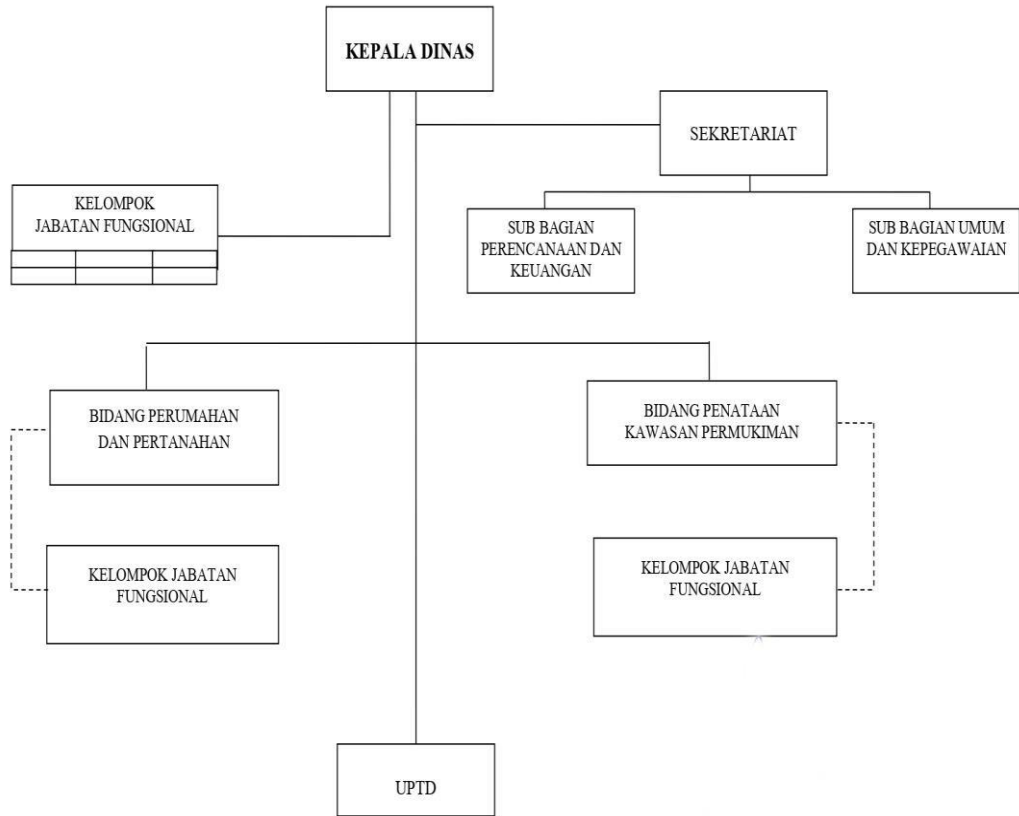 KEPALA DINAS
SEKRETARIAT
KELOMPOK
JABATAN FUNGSIONAL
SUB BAGIAN
PERENCANAAN DAN
KEUANGAN
SUB BAGIAN UMUM
DAN KEPEGAWAIAN
BIDANG PERUMAHAN
DAN PERTANAHAN
BIDANG PENATAAN
KAWASAN PERMUKIMAN
KELOMPOK JABATAN
FUNGSIONAL
KELOMPOK JABATAN
FUNGSIONAL
UPTD